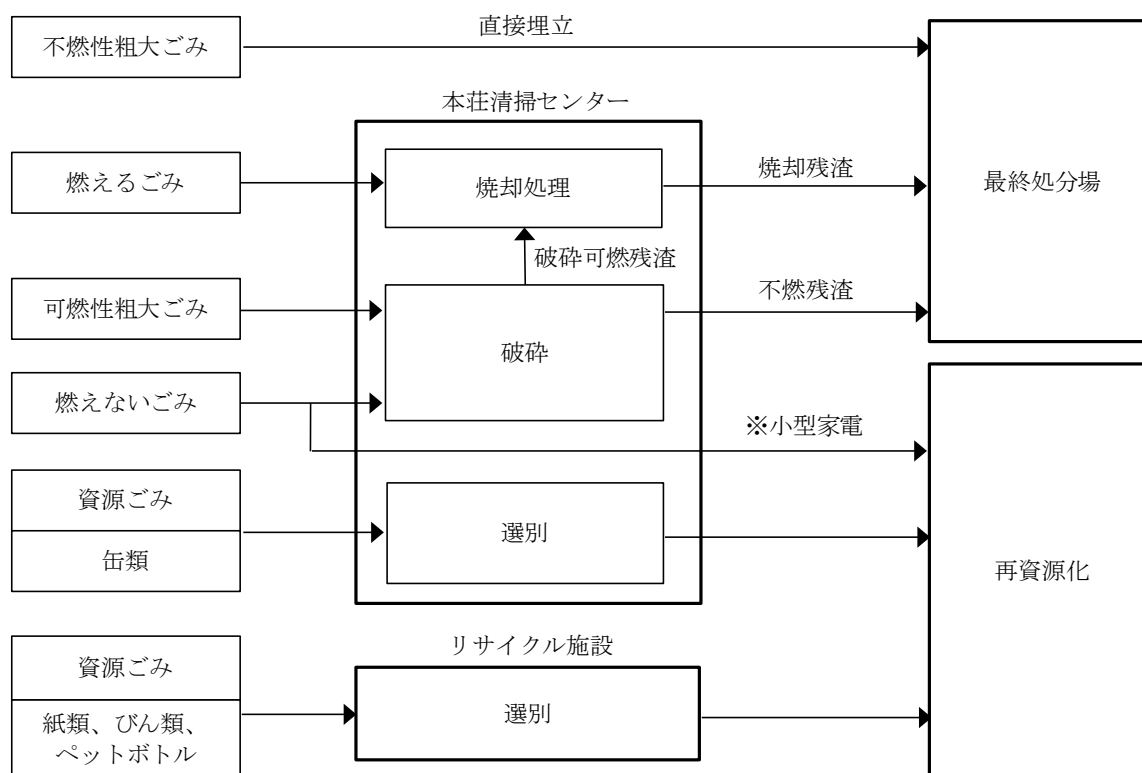 不燃性粗大ごみ
直接埋立
本荘清掃センター
燃えるごみ
焼却処理
焼却残渣
最終処分場
破砕可燃残渣
可燃性粗大ごみ
破砕
不燃残渣
燃えないごみ
※小型家電
資源ごみ
缶類
選別
再資源化
リサイクル施設
資源ごみ
紙類、びん類、
ペットボトル
選別